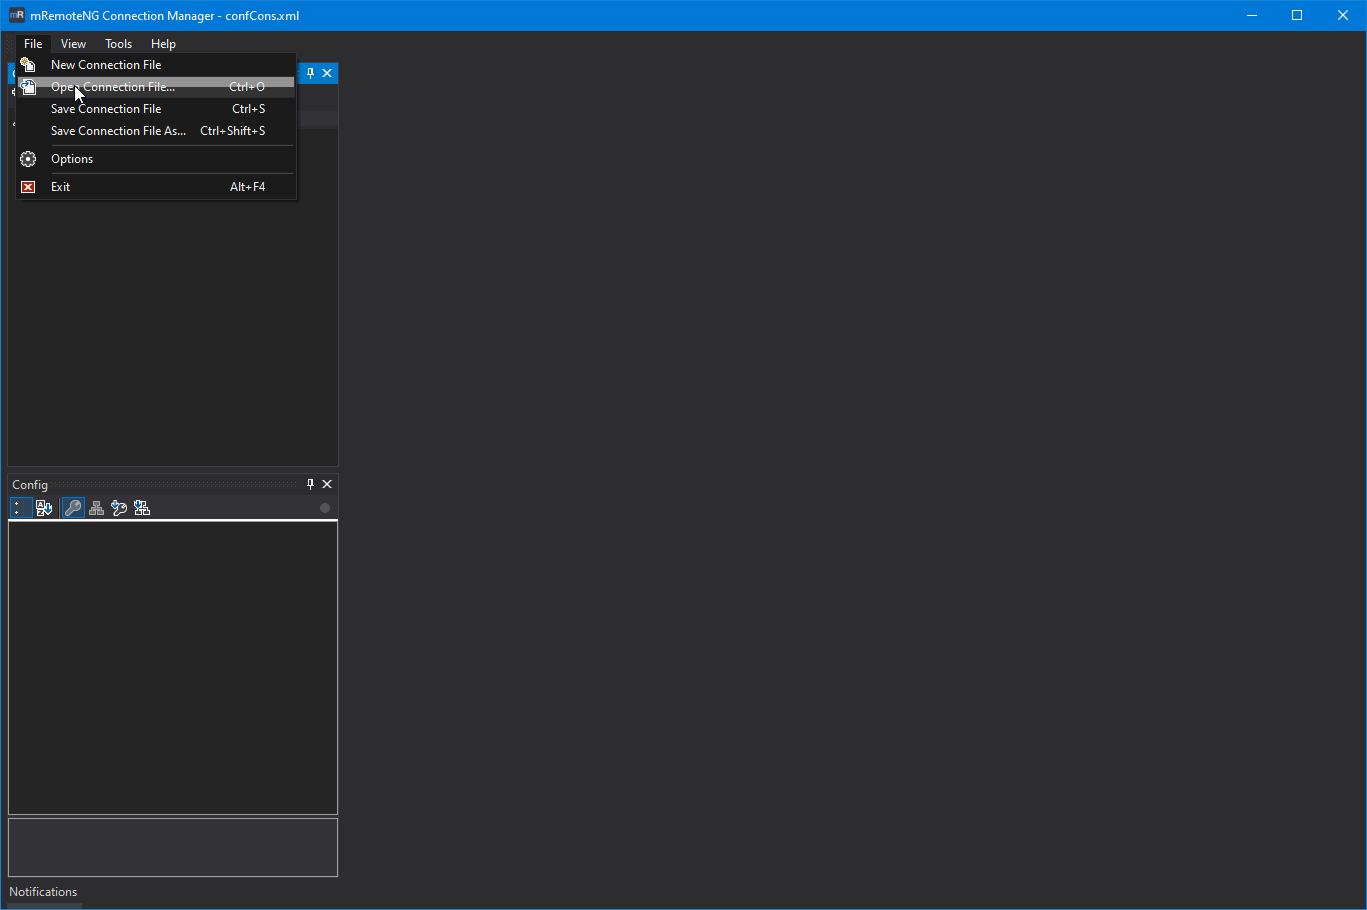 mR mRemoteNG Connection Manager - confCons.xml
File View Tools Help
New Connection File
Open Connection File... Ctrl+O
Save Connection File Ctrl+S
Save Connection File As... Ctrl+Shift+S
Options
Exit Alt+F4
Config
Notifications